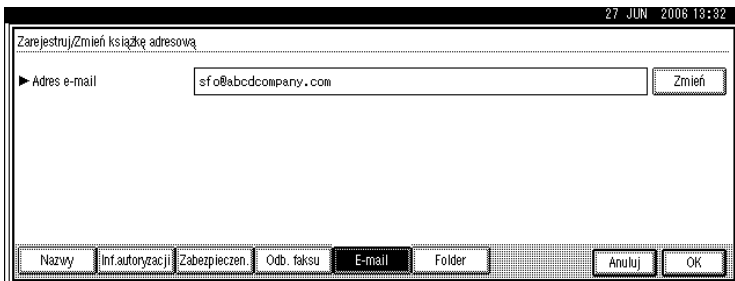 27 JUN 2006 13:32
Zarejestruj/Zmień książkę adresową
►Adres e-mail sfo@abcdcompany.com Zmień
Nazwy Inf.autoryzacji Zabezpieczen. Odb. faksu E-mail Folder Anuluj OK